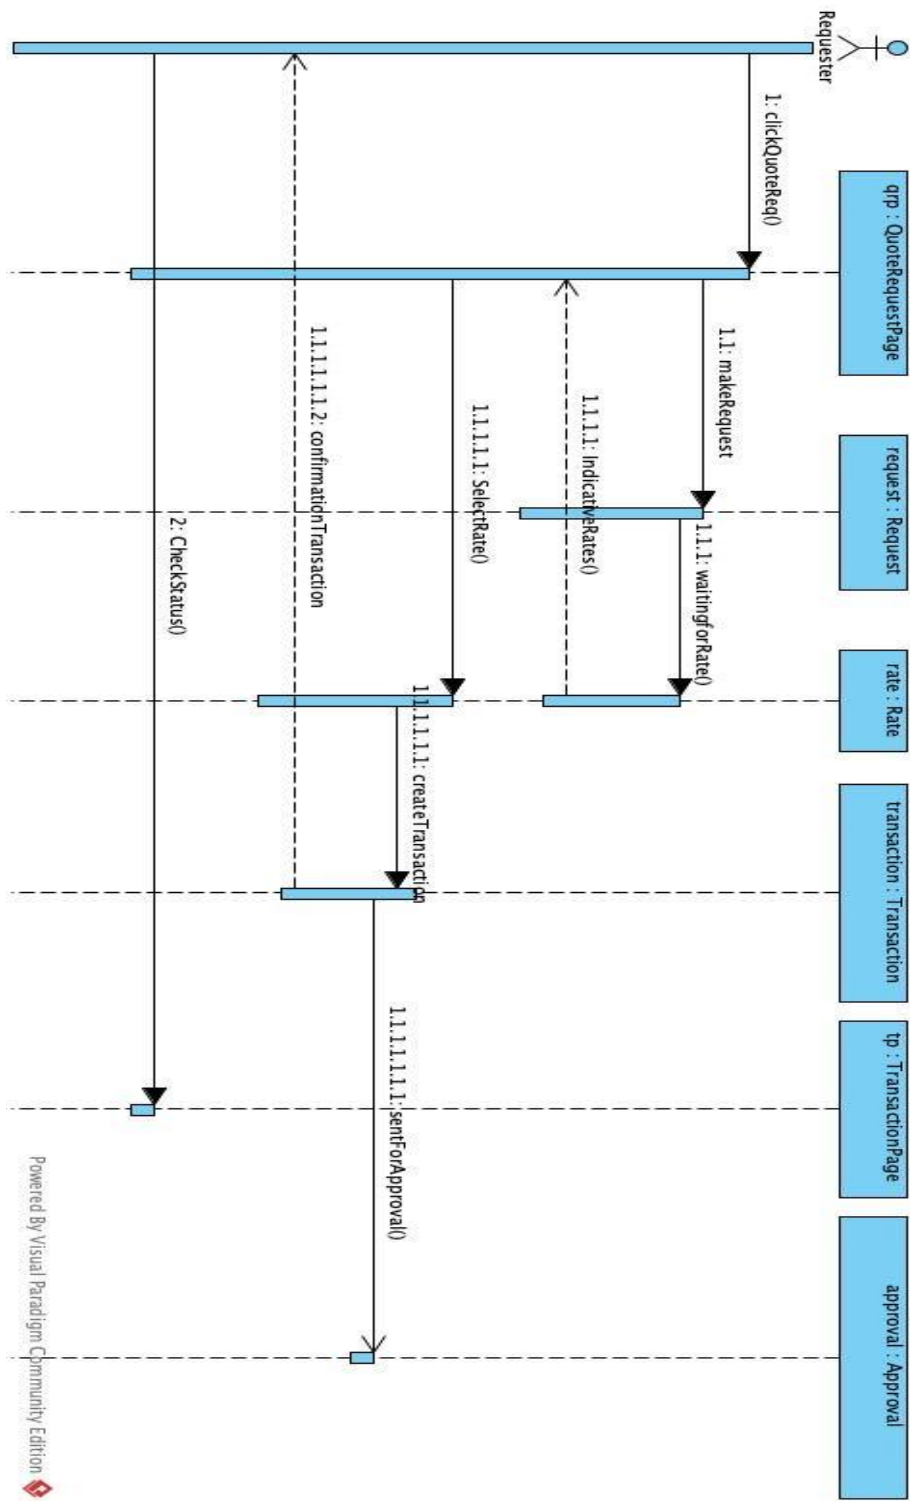 Requester
qrp : QuoteRequestPage
request : Request
rate : Rate
transaction : Transaction
tp : TransactionPage
approval : Approval
1: clickQuoteReq()
1.1: makeRequest
1.1.1: waitingforRate()
1.1.1.1: IndicativeRates()
1.1.1.1.1: SelectRate()
1.1.1.1.1.1: createTransaction
1.1.1.1.1.1.1: sentForApproval()
1.1.1.1.1.1.2: confirmationTransaction
2: CheckStatus()
Powered By Visual Paradigm Community Edition